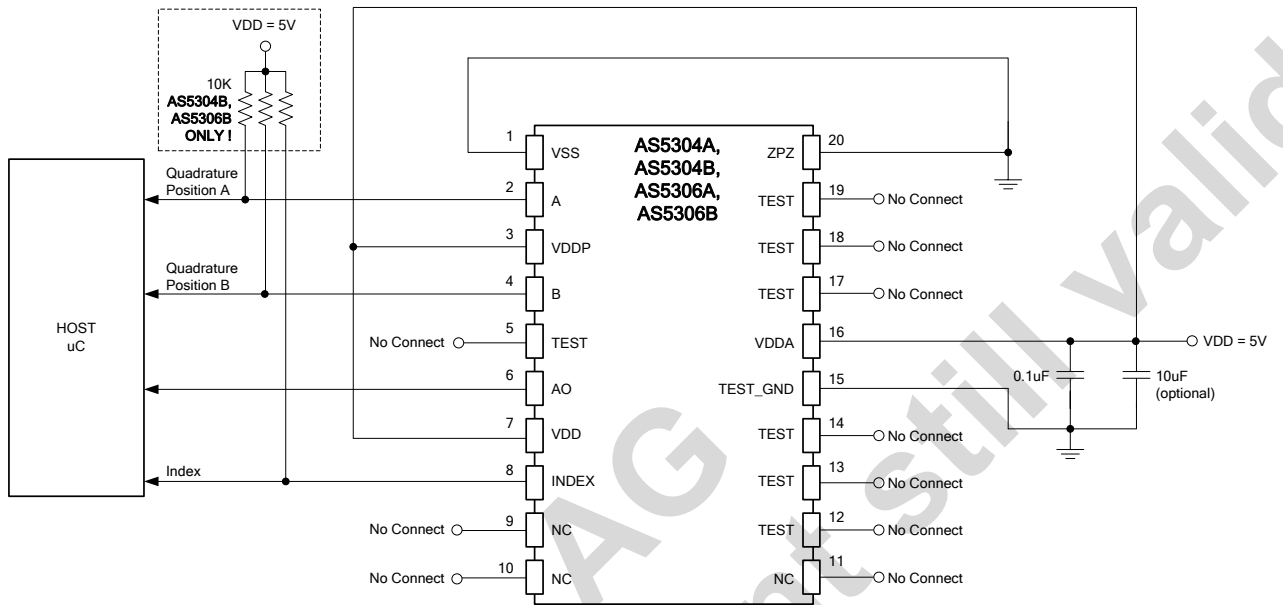 VDD = 5V
10K
AS5304B,
AS5306B
ONLY !
HOST
uC
Quadrature
Position A
Quadrature
Position B
Index
No Connect
No Connect
No Connect
AS5304A,
AS5304B,
AS5306A,
AS5306B
1 VSS
2 A
3 VDDP
4 B
5 TEST
6 AO
7 VDD
8 INDEX
9 NC
10 NC
ZPZ 20
TEST 19 No Connect
TEST 18 No Connect
TEST 17 No Connect
VDDA 16
TEST_GND 15
TEST 14 No Connect
TEST 13 No Connect
TEST 12 No Connect
NC 11 No Connect
VDD = 5V
0.1uF
10uF
(optional)
AG
nt still valid